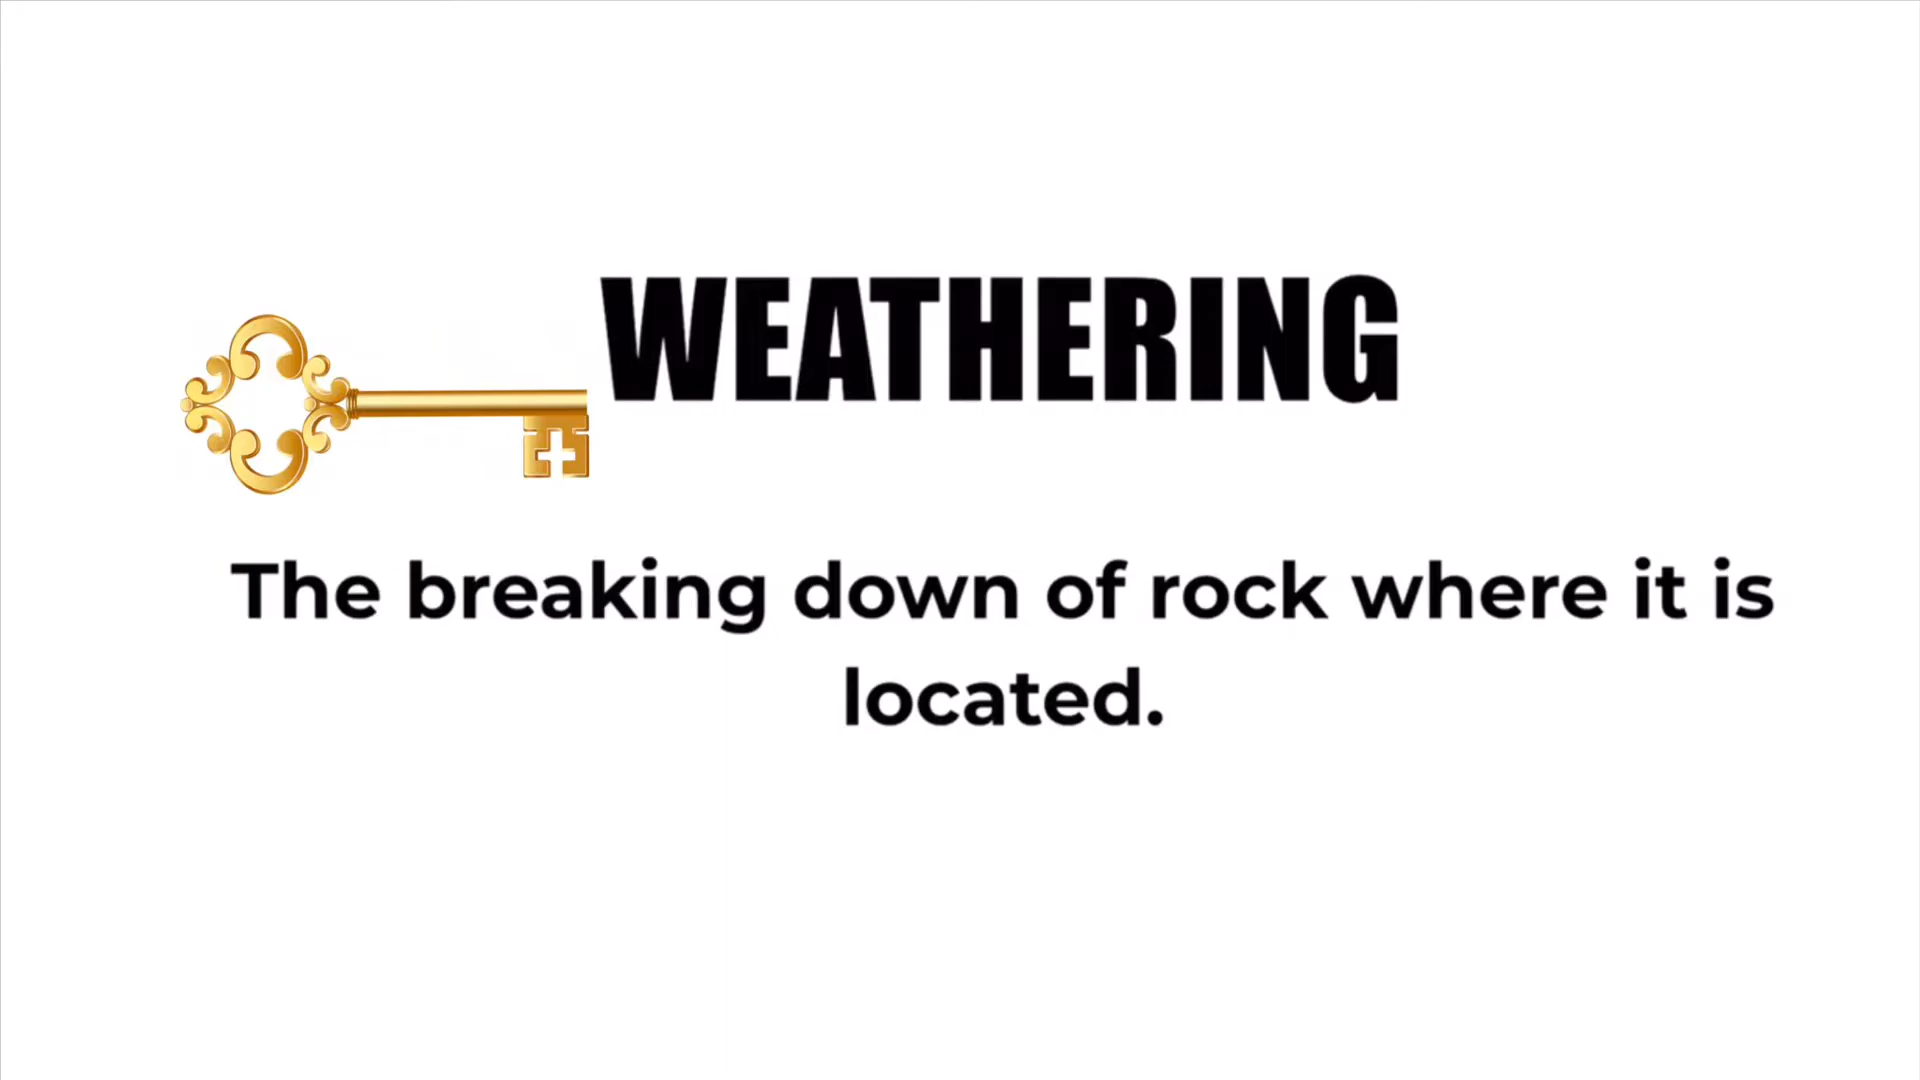 WEATHERING
The breaking down of rock where it is
located.